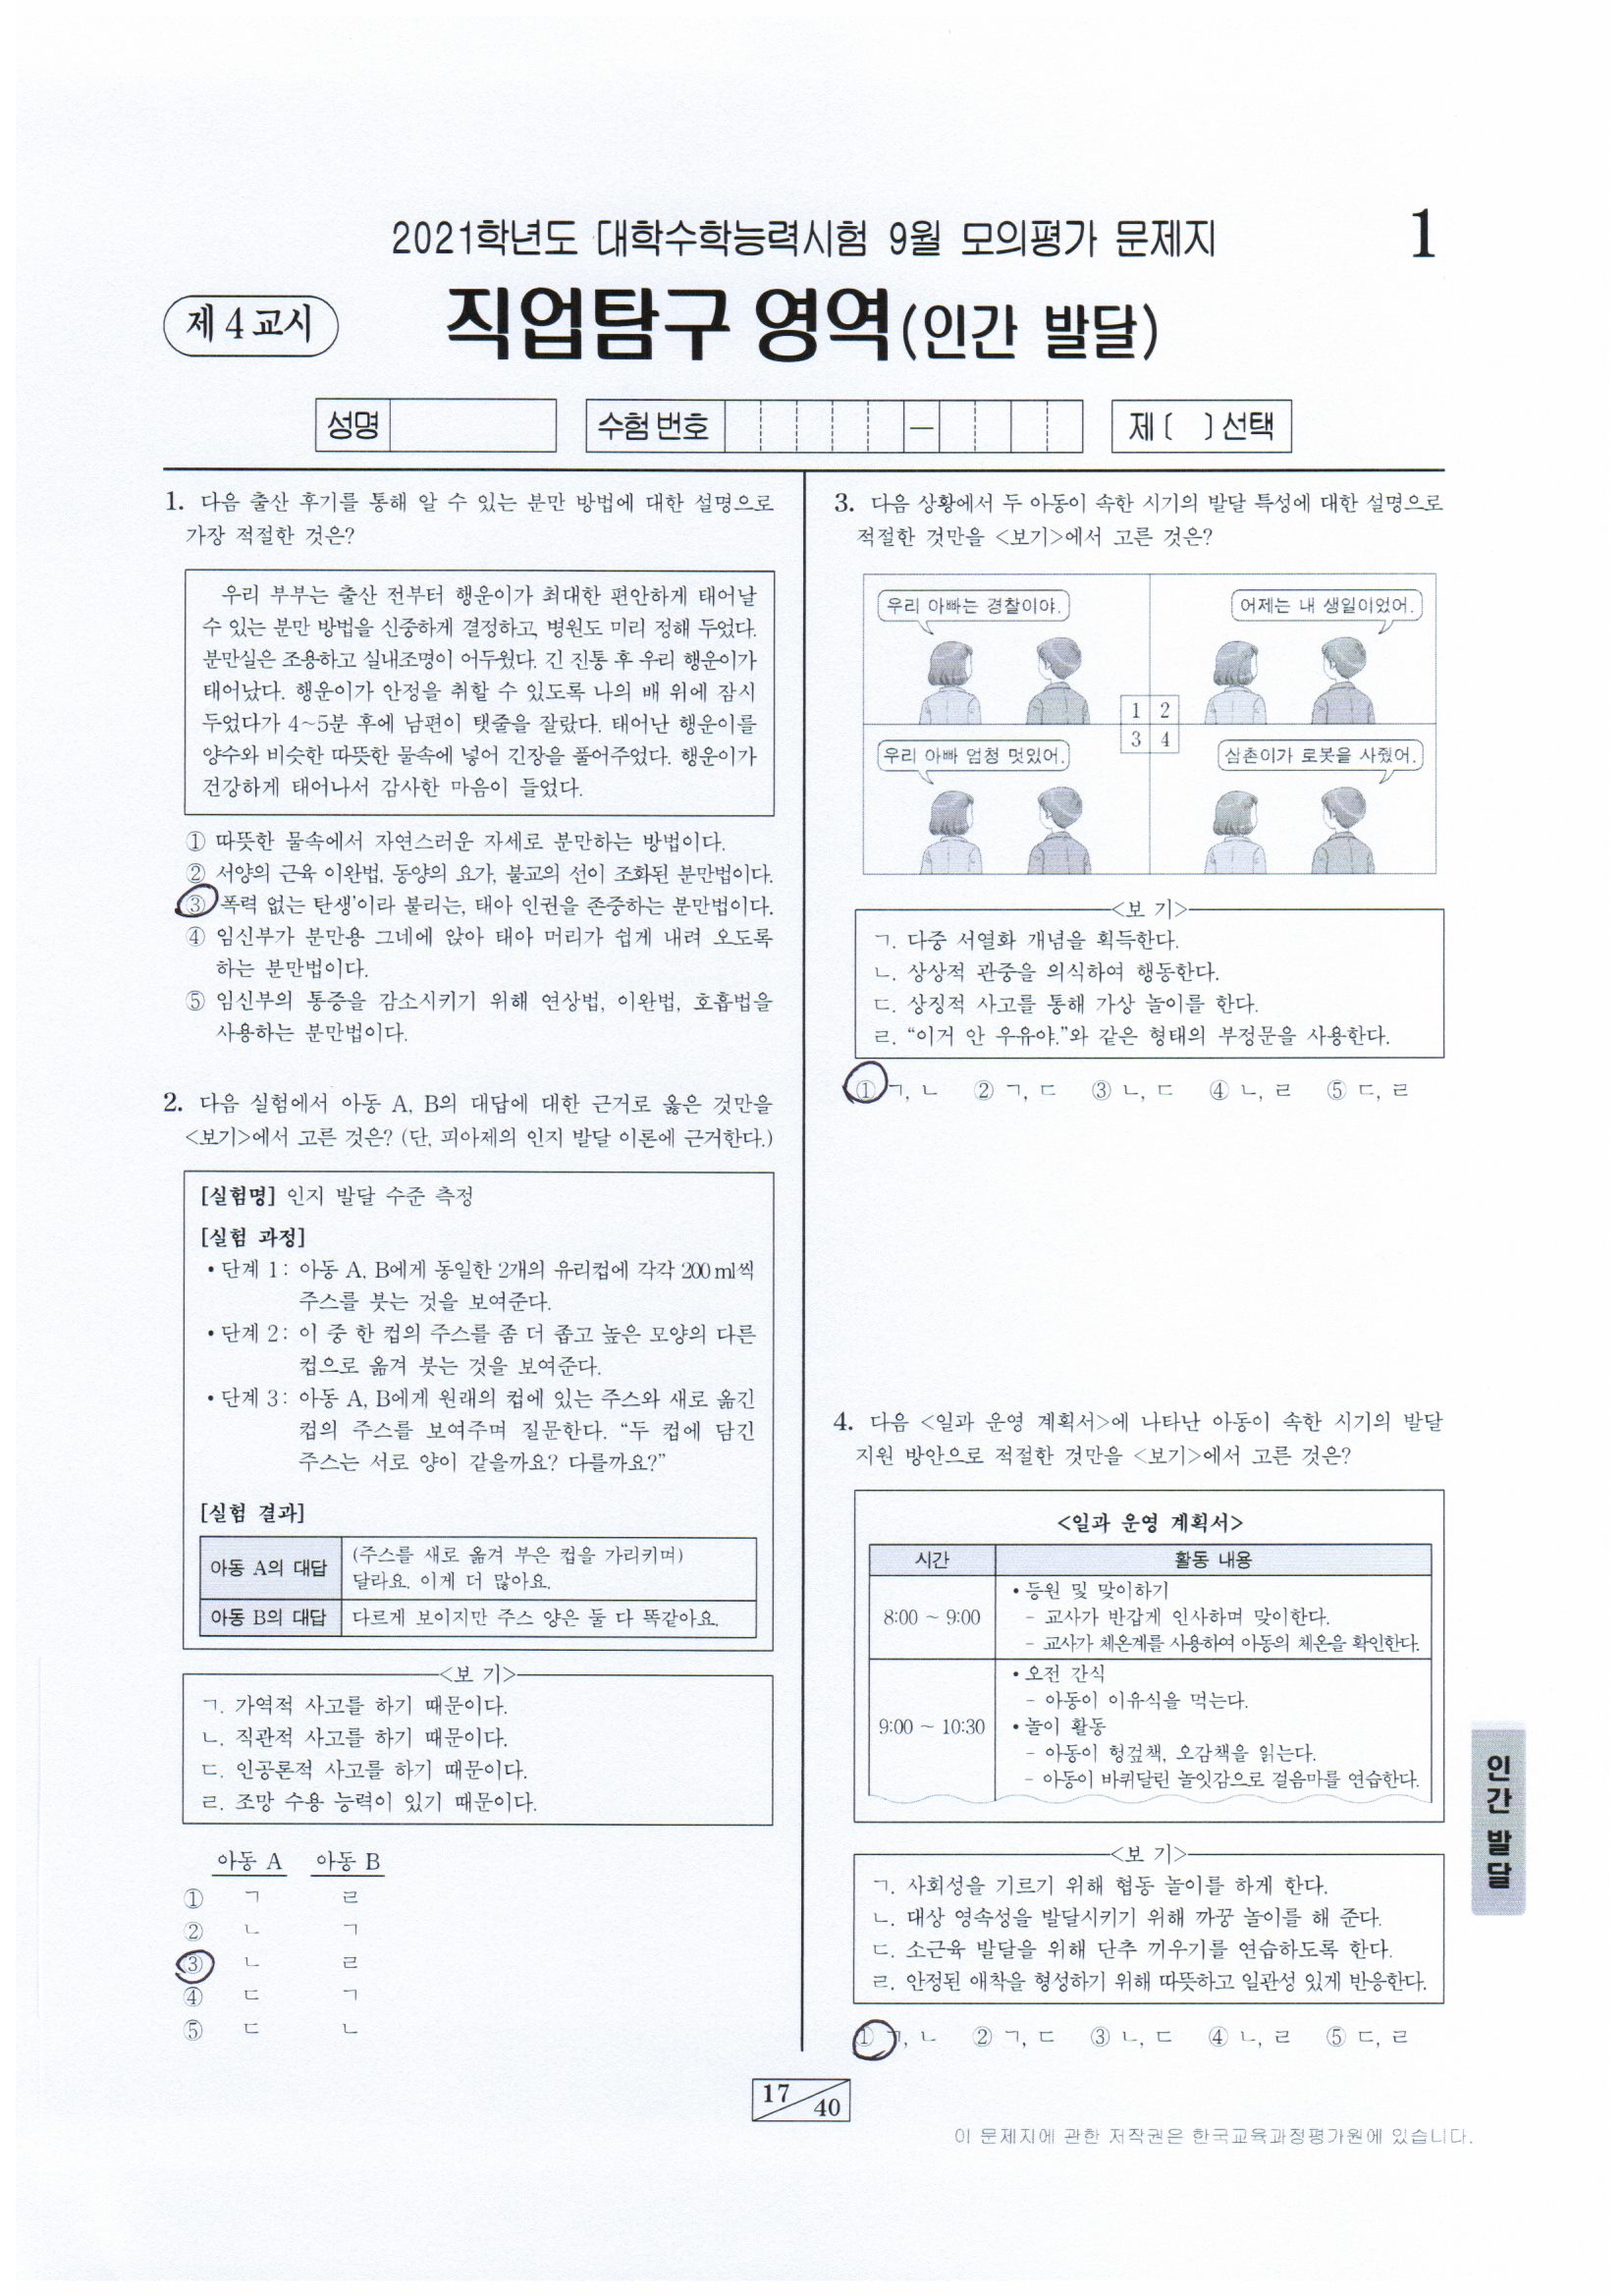 2021학년도 대학수학능력시험 9월 모의평가 문제지
1
제 4 교시
직업탐구 영역(인간 발달)
성명
수험 번호
—
제 [ ] 선택
1. 다음 출산 후기를 통해 알 수 있는 분만 방법에 대한 설명으로
가장 적절한 것은?
우리 부부는 출산 전부터 행운이가 최대한 편안하게 태어날
수 있는 분만 방법을 신중하게 결정하고, 병원도 미리 정해 두었다.
분만실은 조용하고 실내조명이 어두웠다. 긴 진통 후 우리 행운이가
태어났다. 행운이가 안정을 취할 수 있도록 나의 배 위에 잠시
두었다가 4~5분 후에 남편이 탯줄을 잘랐다. 태어난 행운이를
양수와 비슷한 따뜻한 물속에 넣어 긴장을 풀어주었다. 행운이가
건강하게 태어나서 감사한 마음이 들었다.
① 따뜻한 물속에서 자연스러운 자세로 분만하는 방법이다.
② 서양의 근육 이완법, 동양의 요가, 불교의 선이 조화된 분만법이다.
③ '폭력 없는 탄생'이라 불리는, 태아 인권을 존중하는 분만법이다.
④ 임신부가 분만용 그네에 앉아 태아 머리가 쉽게 내려 오도록
하는 분만법이다.
⑤ 임신부의 통증을 감소시키기 위해 연상법, 이완법, 호흡법을
사용하는 분만법이다.
2. 다음 실험에서 아동 A, B의 대답에 대한 근거로 옳은 것만을
<보기>에서 고른 것은? (단, 피아제의 인지 발달 이론에 근거한다.)
[실험명] 인지 발달 수준 측정
[실험 과정]
• 단계 1: 아동 A, B에게 동일한 2개의 유리컵에 각각 200 ml씩
주스를 붓는 것을 보여준다.
• 단계 2: 이 중 한 컵의 주스를 좀 더 좁고 높은 모양의 다른
컵으로 옮겨 붓는 것을 보여준다.
• 단계 3: 아동 A, B에게 원래의 컵에 있는 주스와 새로 옮긴
컵의 주스를 보여주며 질문한다. “두 컵에 담긴
주스는 서로 양이 같을까요? 다를까요?”
[실험 결과]
아동 A의 대답
(주스를 새로 옮겨 부은 컵을 가리키며)
달라요. 이게 더 많아요.
아동 B의 대답
다르게 보이지만 주스 양은 둘 다 똑같아요.
<보 기>
ㄱ. 가역적 사고를 하기 때문이다.
ㄴ. 직관적 사고를 하기 때문이다.
ㄷ. 인공론적 사고를 하기 때문이다.
ㄹ. 조망 수용 능력이 있기 때문이다.
아동 A 아동 B
① ㄱ ㄹ
② ㄴ ㄱ
③ ㄴ ㄹ
④ ㄷ ㄱ
⑤ ㄷ ㄴ
3. 다음 상황에서 두 아동이 속한 시기의 발달 특성에 대한 설명으로
적절한 것만을 <보기>에서 고른 것은?
우리 아빠는 경찰이야.
어제는 내 생일이었어.
1 2
3 4
우리 아빠 엄청 멋있어.
삼촌이가 로봇을 사줬어.
<보 기>
ㄱ. 다중 서열화 개념을 획득한다.
ㄴ. 상상적 관중을 의식하여 행동한다.
ㄷ. 상징적 사고를 통해 가상 놀이를 한다.
ㄹ. “이거 안 우유야.”와 같은 형태의 부정문을 사용한다.
① ㄱ, ㄴ ② ㄱ, ㄷ ③ ㄴ, ㄷ ④ ㄴ, ㄹ ⑤ ㄷ, ㄹ
4. 다음 <일과 운영 계획서>에 나타난 아동이 속한 시기의 발달
지원 방안으로 적절한 것만을 <보기>에서 고른 것은?
<일과 운영 계획서>
시간 활동 내용
8:00 ~ 9:00
• 등원 및 맞이하기
- 교사가 반갑게 인사하며 맞이한다.
- 교사가 체온계를 사용하여 아동의 체온을 확인한다.
9:00 ~ 10:30
• 오전 간식
- 아동이 이유식을 먹는다.
• 놀이 활동
- 아동이 헝겊책, 오감책을 읽는다.
- 아동이 바퀴달린 놀잇감으로 걸음마를 연습한다.
<보 기>
ㄱ. 사회성을 기르기 위해 협동 놀이를 하게 한다.
ㄴ. 대상 영속성을 발달시키기 위해 까꿍 놀이를 해 준다.
ㄷ. 소근육 발달을 위해 단추 끼우기를 연습하도록 한다.
ㄹ. 안정된 애착을 형성하기 위해 따뜻하고 일관성 있게 반응한다.
① ㄱ, ㄴ ② ㄱ, ㄷ ③ ㄴ, ㄷ ④ ㄴ, ㄹ ⑤ ㄷ, ㄹ
인간 발달
17
40
이 문제지에 관한 저작권은 한국교육과정평가원에 있습니다.